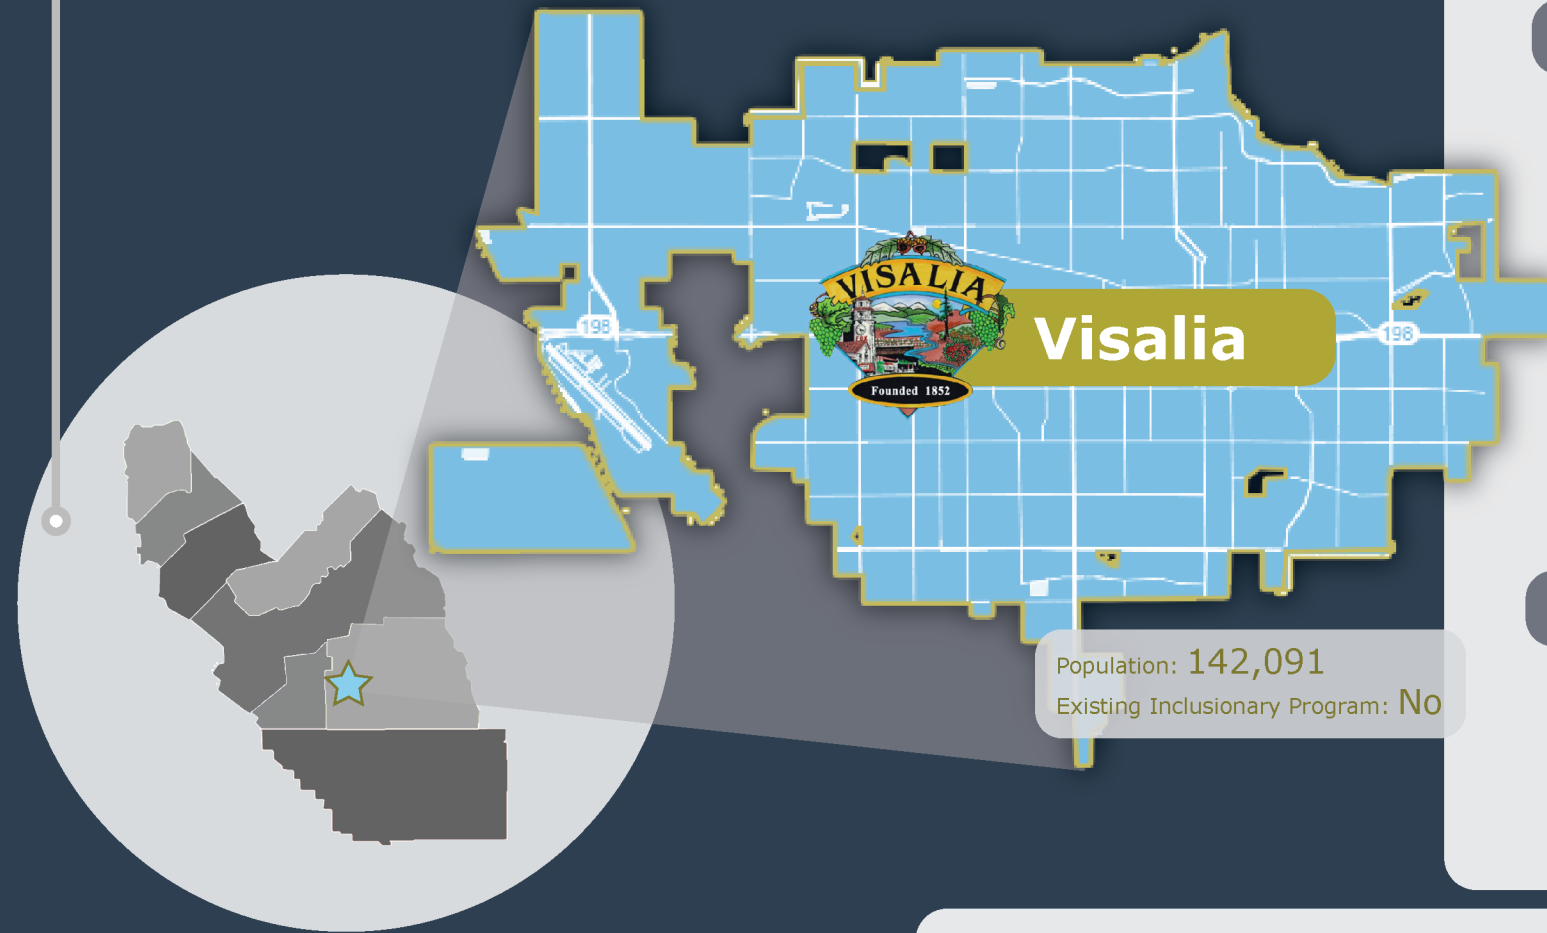 VISALIA
Founded 1852
Visalia
198
198
Population: 142,091
Existing Inclusionary Program: No